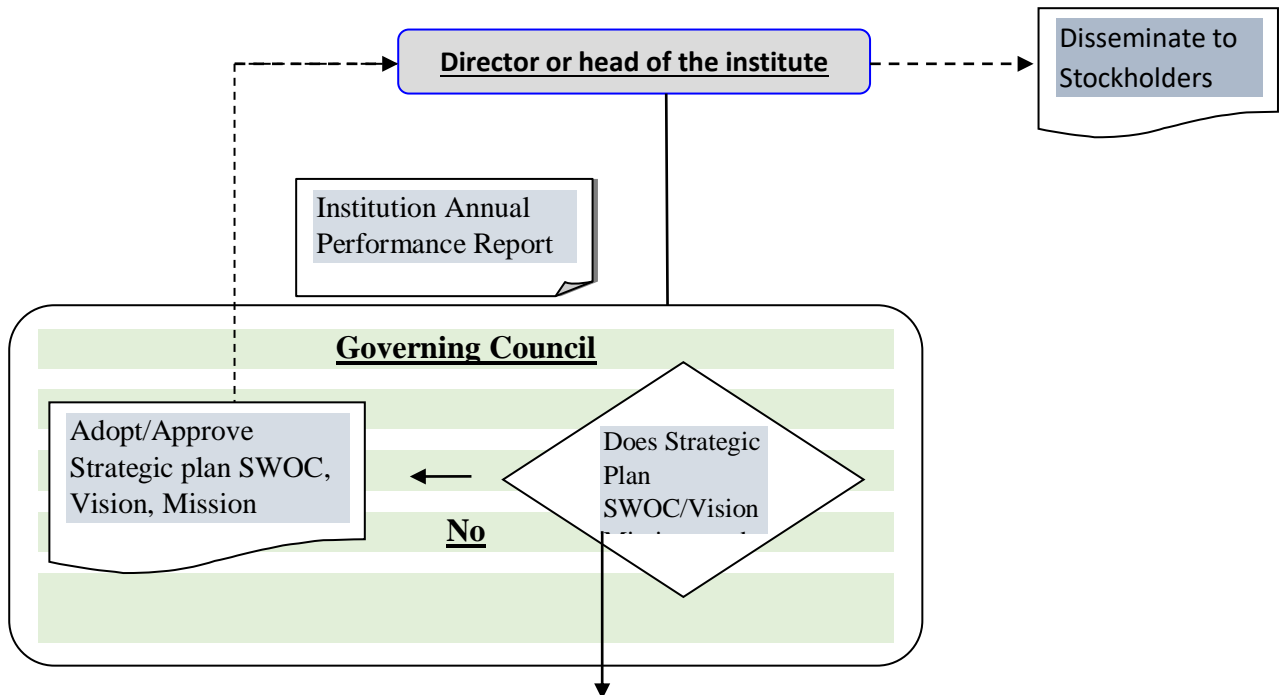 Director or head of the institute
Disseminate to
Stockholders
Institution Annual
Performance Report
Governing Council
Adopt/Approve
Strategic plan SWOC,
Vision, Mission
Does Strategic
Plan
SWOC/Vision
No